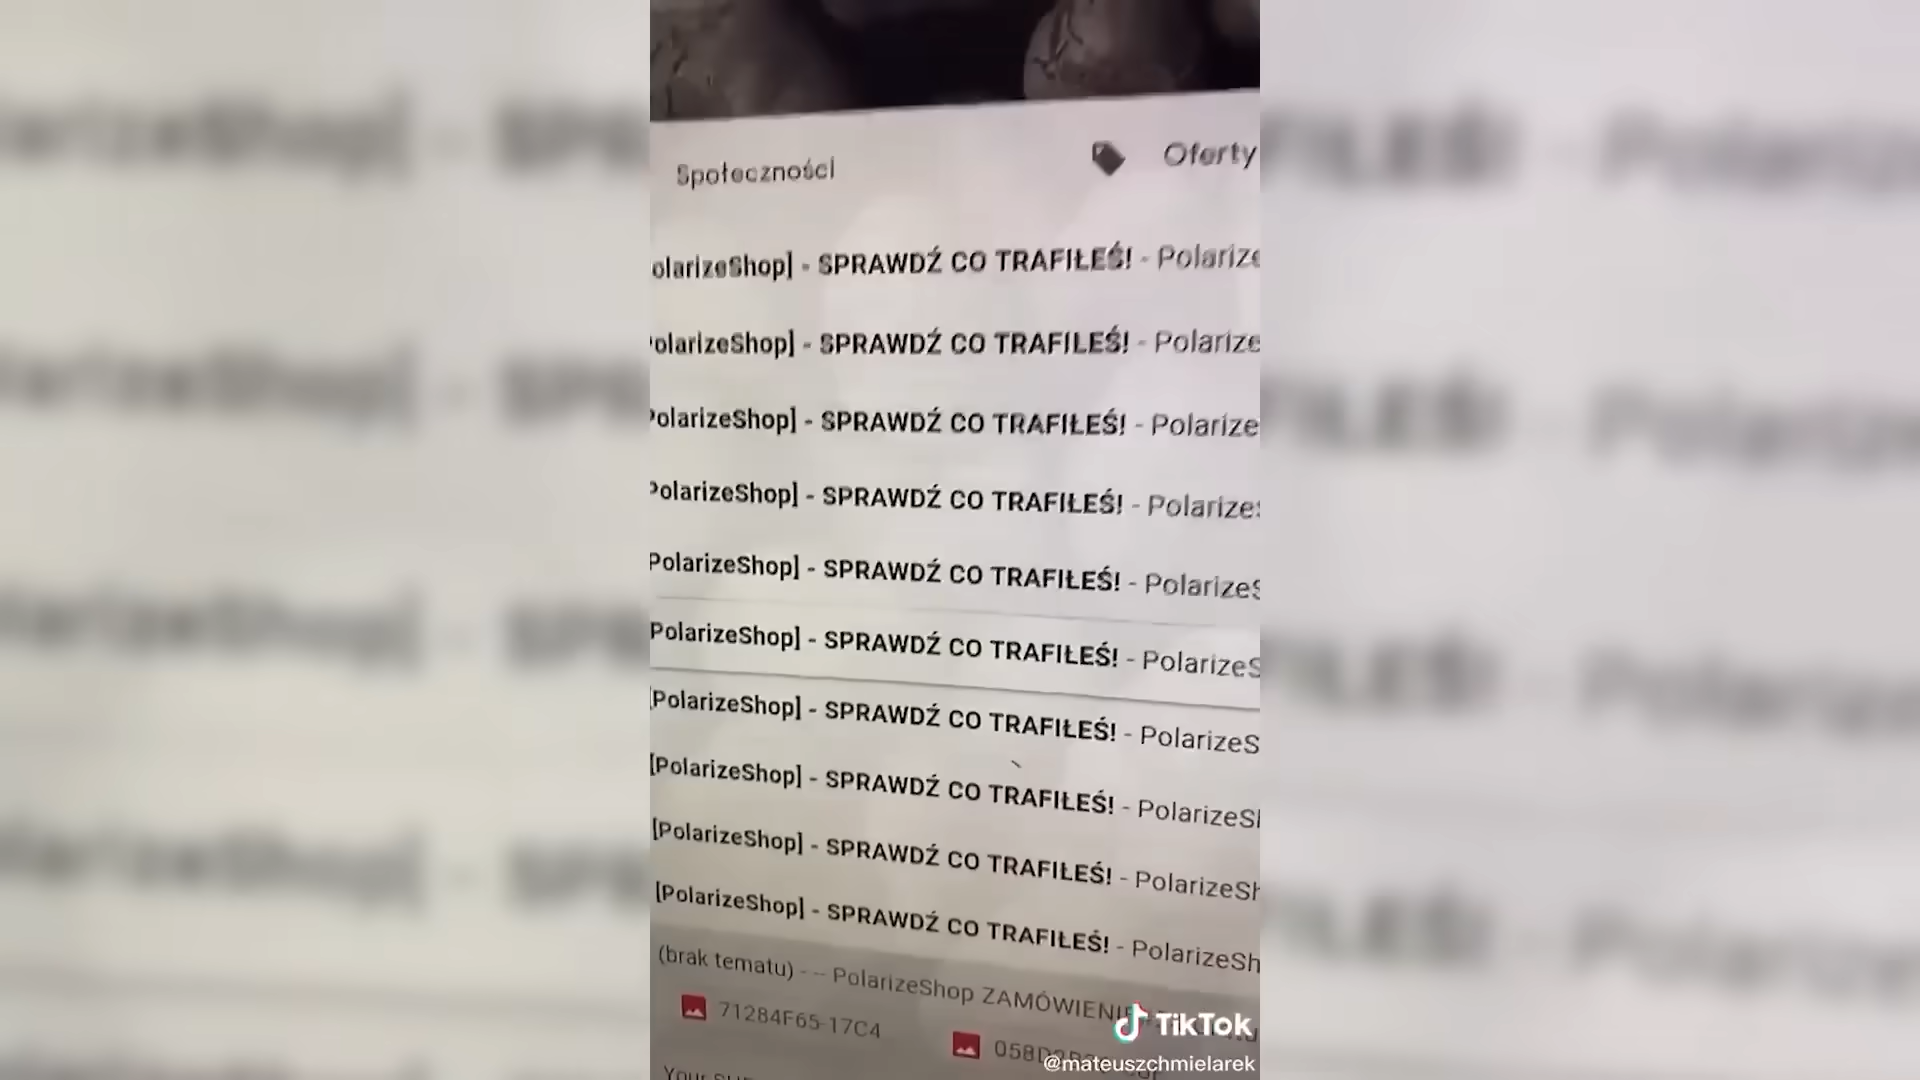 Społeczności Oferty
olarizeShop] - SPRAWDŹ CO TRAFIŁEŚ! - Polarize
olarizeShop] - SPRAWDŹ CO TRAFIŁEŚ! - Polarize
PolarizeShop] - SPRAWDŹ CO TRAFIŁEŚ! - Polarize
PolarizeShop] - SPRAWDŹ CO TRAFIŁEŚ! - Polarize
PolarizeShop] - SPRAWDŹ CO TRAFIŁEŚ! - PolarizeS
PolarizeShop] - SPRAWDŹ CO TRAFIŁEŚ! - PolarizeS
[PolarizeShop] - SPRAWDŹ CO TRAFIŁEŚ! - PolarizeS
[PolarizeShop] - SPRAWDŹ CO TRAFIŁEŚ! - PolarizeS
[PolarizeShop] - SPRAWDŹ CO TRAFIŁEŚ! - PolarizeSh
[PolarizeShop] - SPRAWDŹ CO TRAFIŁEŚ! - PolarizeSh
(brak tematu) - -- PolarizeShop ZAMÓWIENIE
71284F65-17C4
TikTok
@mateuszchmielarek